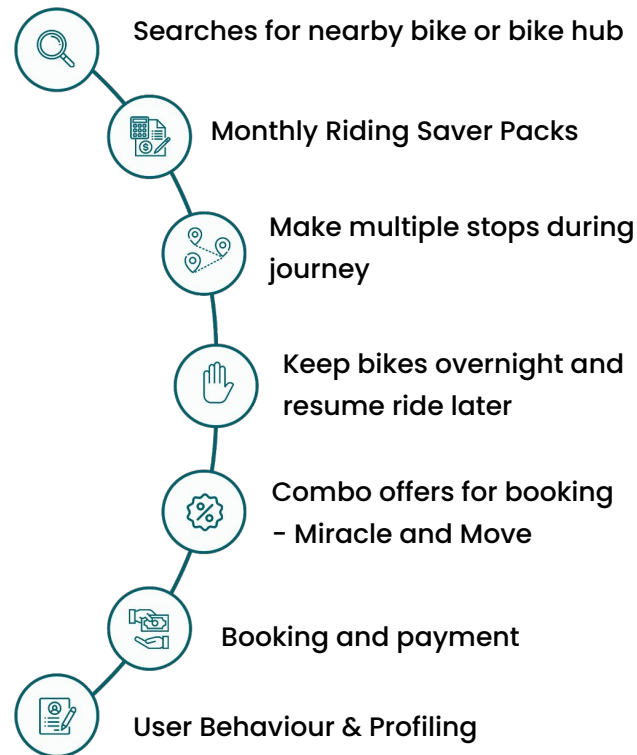 Searches for nearby bike or bike hub
Monthly Riding Saver Packs
Make multiple stops during
journey
Keep bikes overnight and
resume ride later
Combo offers for booking
- Miracle and Move
Booking and payment
User Behaviour & Profiling